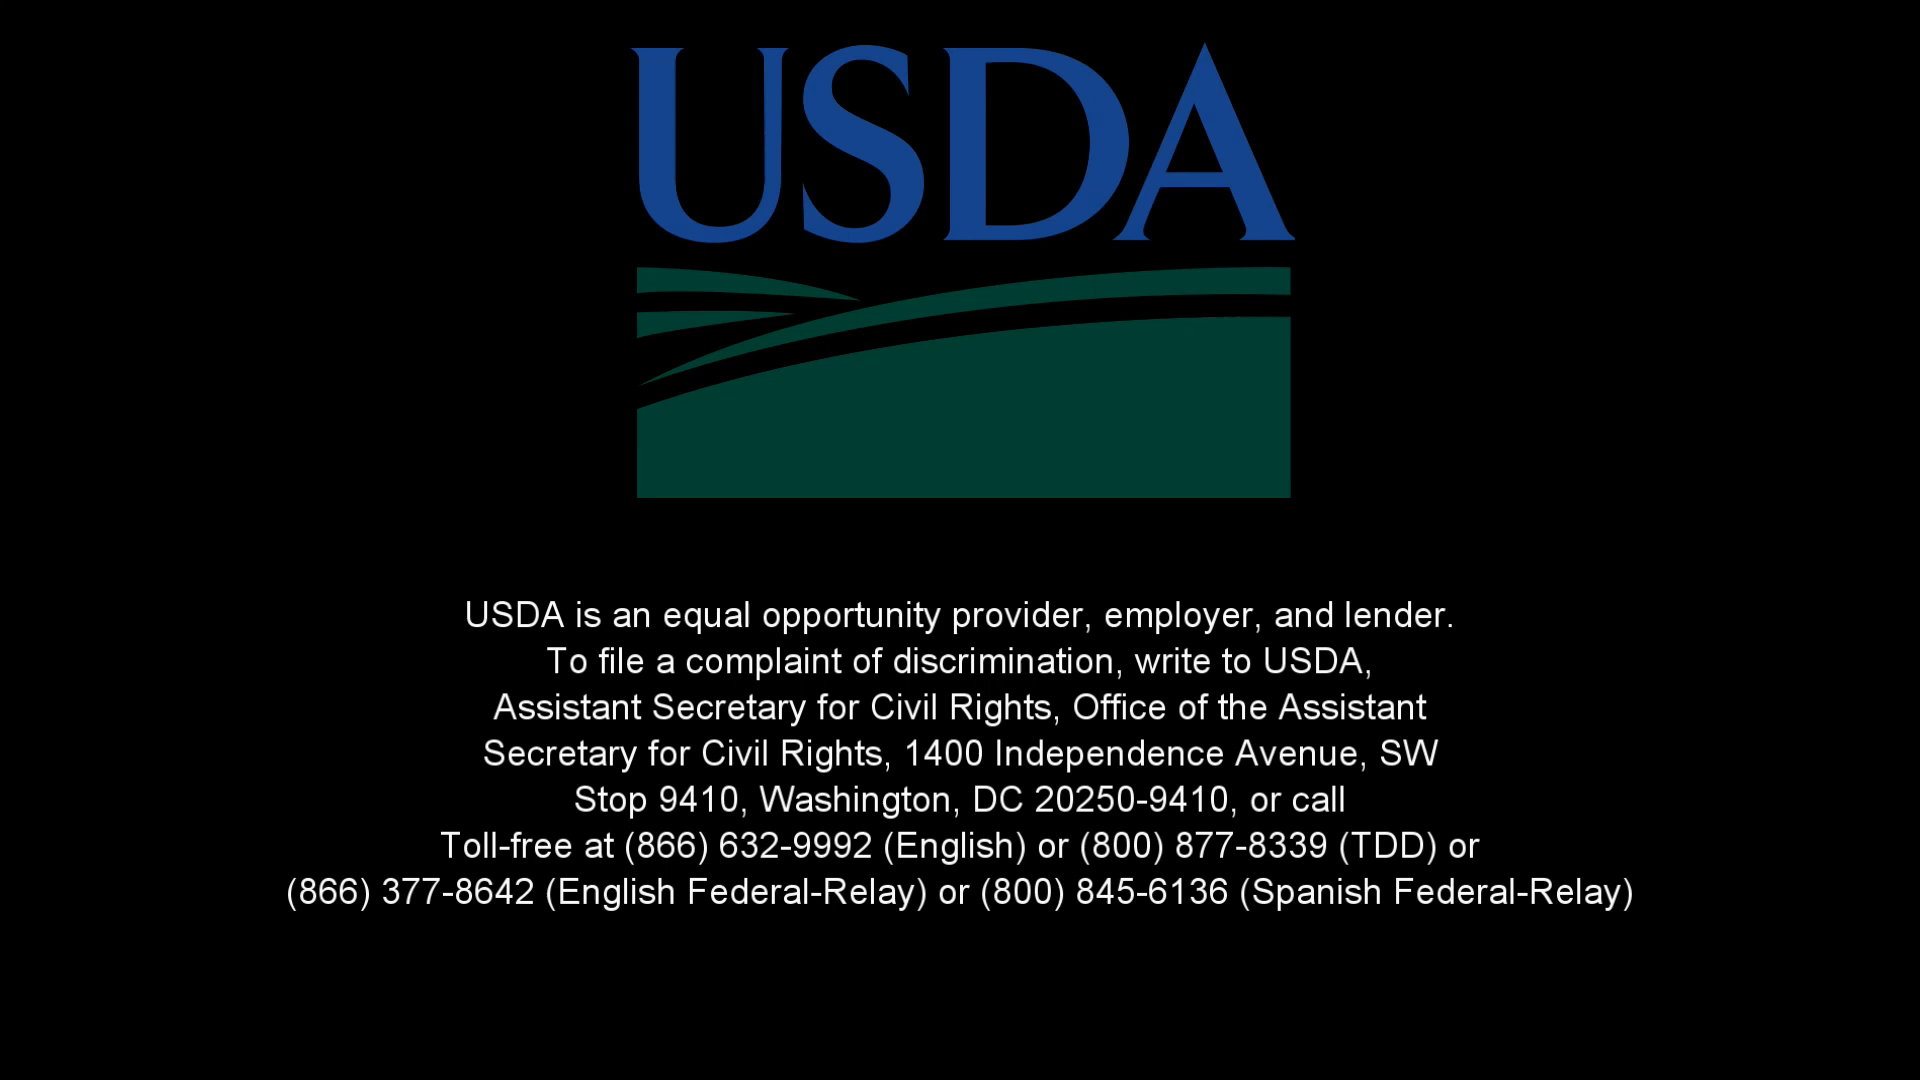 USDA
USDA is an equal opportunity provider, employer, and lender.
To file a complaint of discrimination, write to USDA,
Assistant Secretary for Civil Rights, Office of the Assistant
Secretary for Civil Rights, 1400 Independence Avenue, SW
Stop 9410, Washington, DC 20250-9410, or call
Toll-free at (866) 632-9992 (English) or (800) 877-8339 (TDD) or
(866) 377-8642 (English Federal-Relay) or (800) 845-6136 (Spanish Federal-Relay)